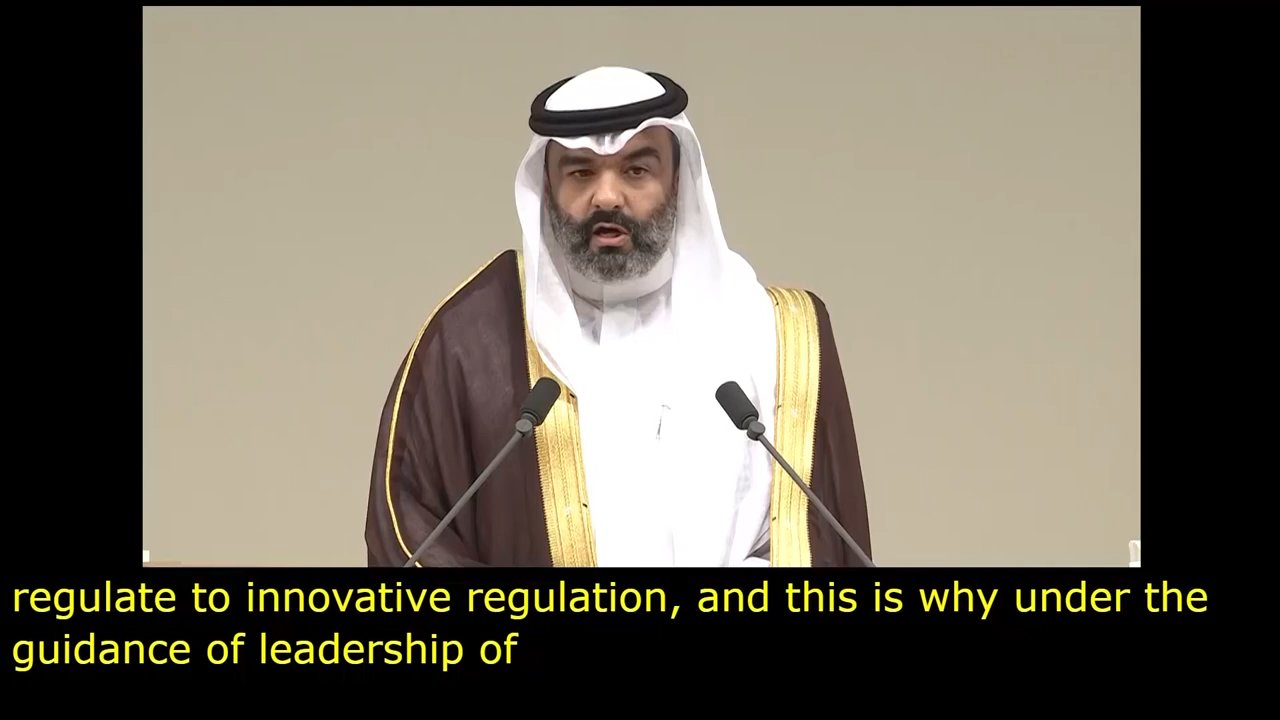 regulate to innovative regulation, and this is why under the
guidance of leadership of